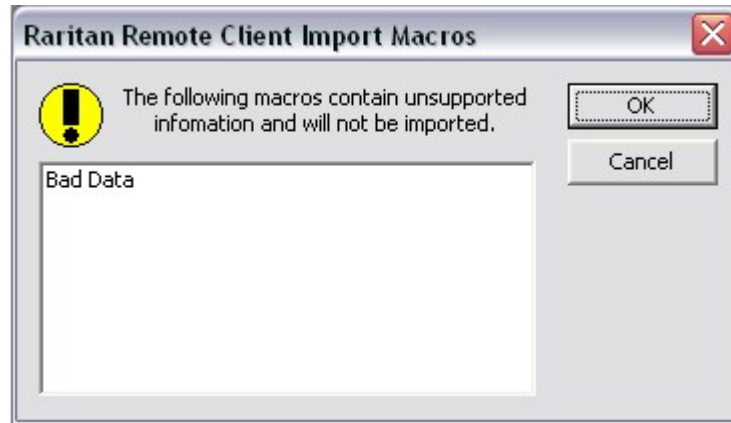 Raritan Remote Client Import Macros
The following macros contain unsupported
infomation and will not be imported.
OK
Cancel
Bad Data